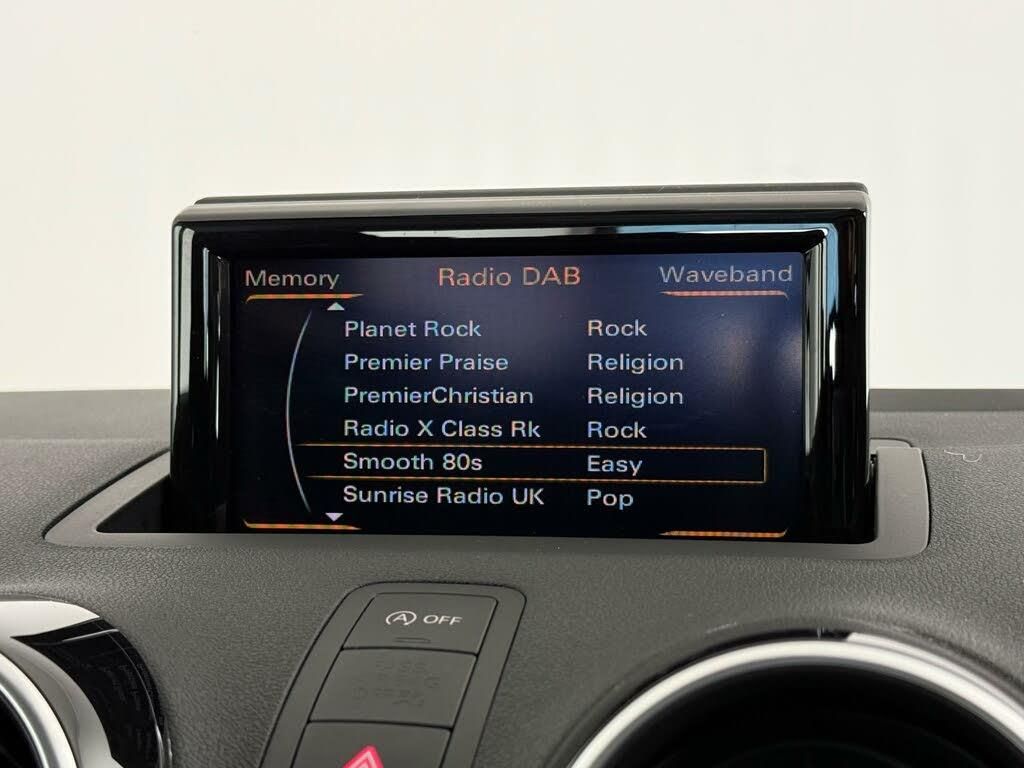 Memory Radio DAB Waveband
Planet Rock Rock
Premier Praise Religion
PremierChristian Religion
Radio X Class Rk Rock
Smooth 80s Easy
Sunrise Radio UK Pop
A OFF